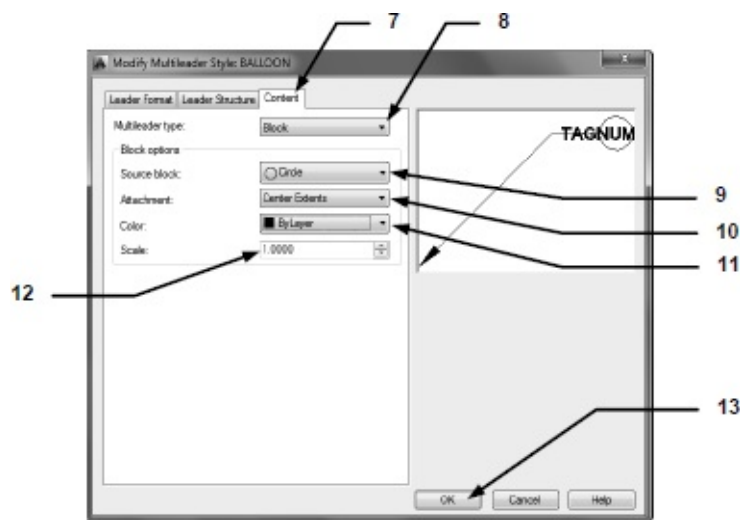 7
8
Modify Multileader Style: BALLOON
x
Leader Format Leader Structure Content
Multileader type: Block
Block options
Source block: Circle
Attachment: Center Extents
Color: ByLayer
Scale: 1.0000
TAGNUM
9
10
11
12
13
OK Cancel Help